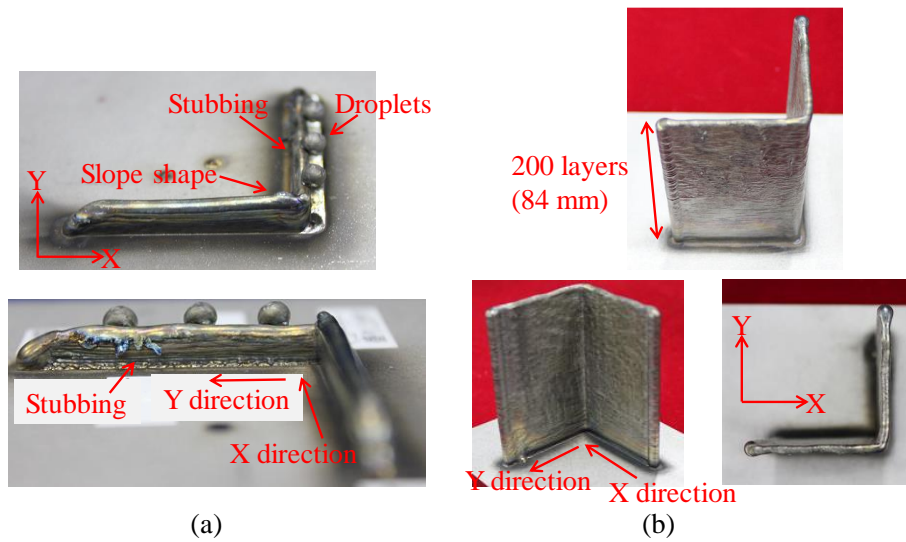 Stubbing
Droplets
Slope shape
Y
X
Stubbing
Y direction
X direction
(a)
200 layers
(84 mm)
Y direction
X direction
Y
X
(b)